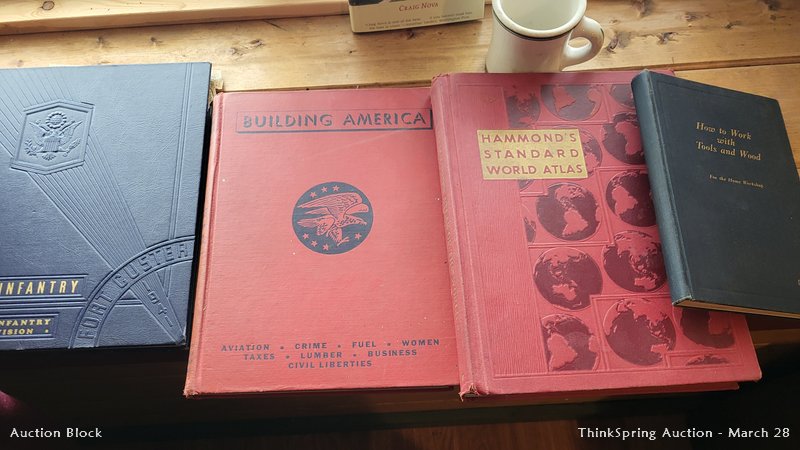 CRAIG NOVA
INFANTRY
INFANTRY
VISION
FORT CUSTER
BUILDING AMERICA
AVIATION • CRIME • FUEL • WOMEN
TAXES • LUMBER • BUSINESS
CIVIL LIBERTIES
HAMMOND'S
STANDARD
WORLD ATLAS
How to Work
with
Tools and Wood
For the Home Workshop
Auction Block
ThinkSpring Auction - March 28